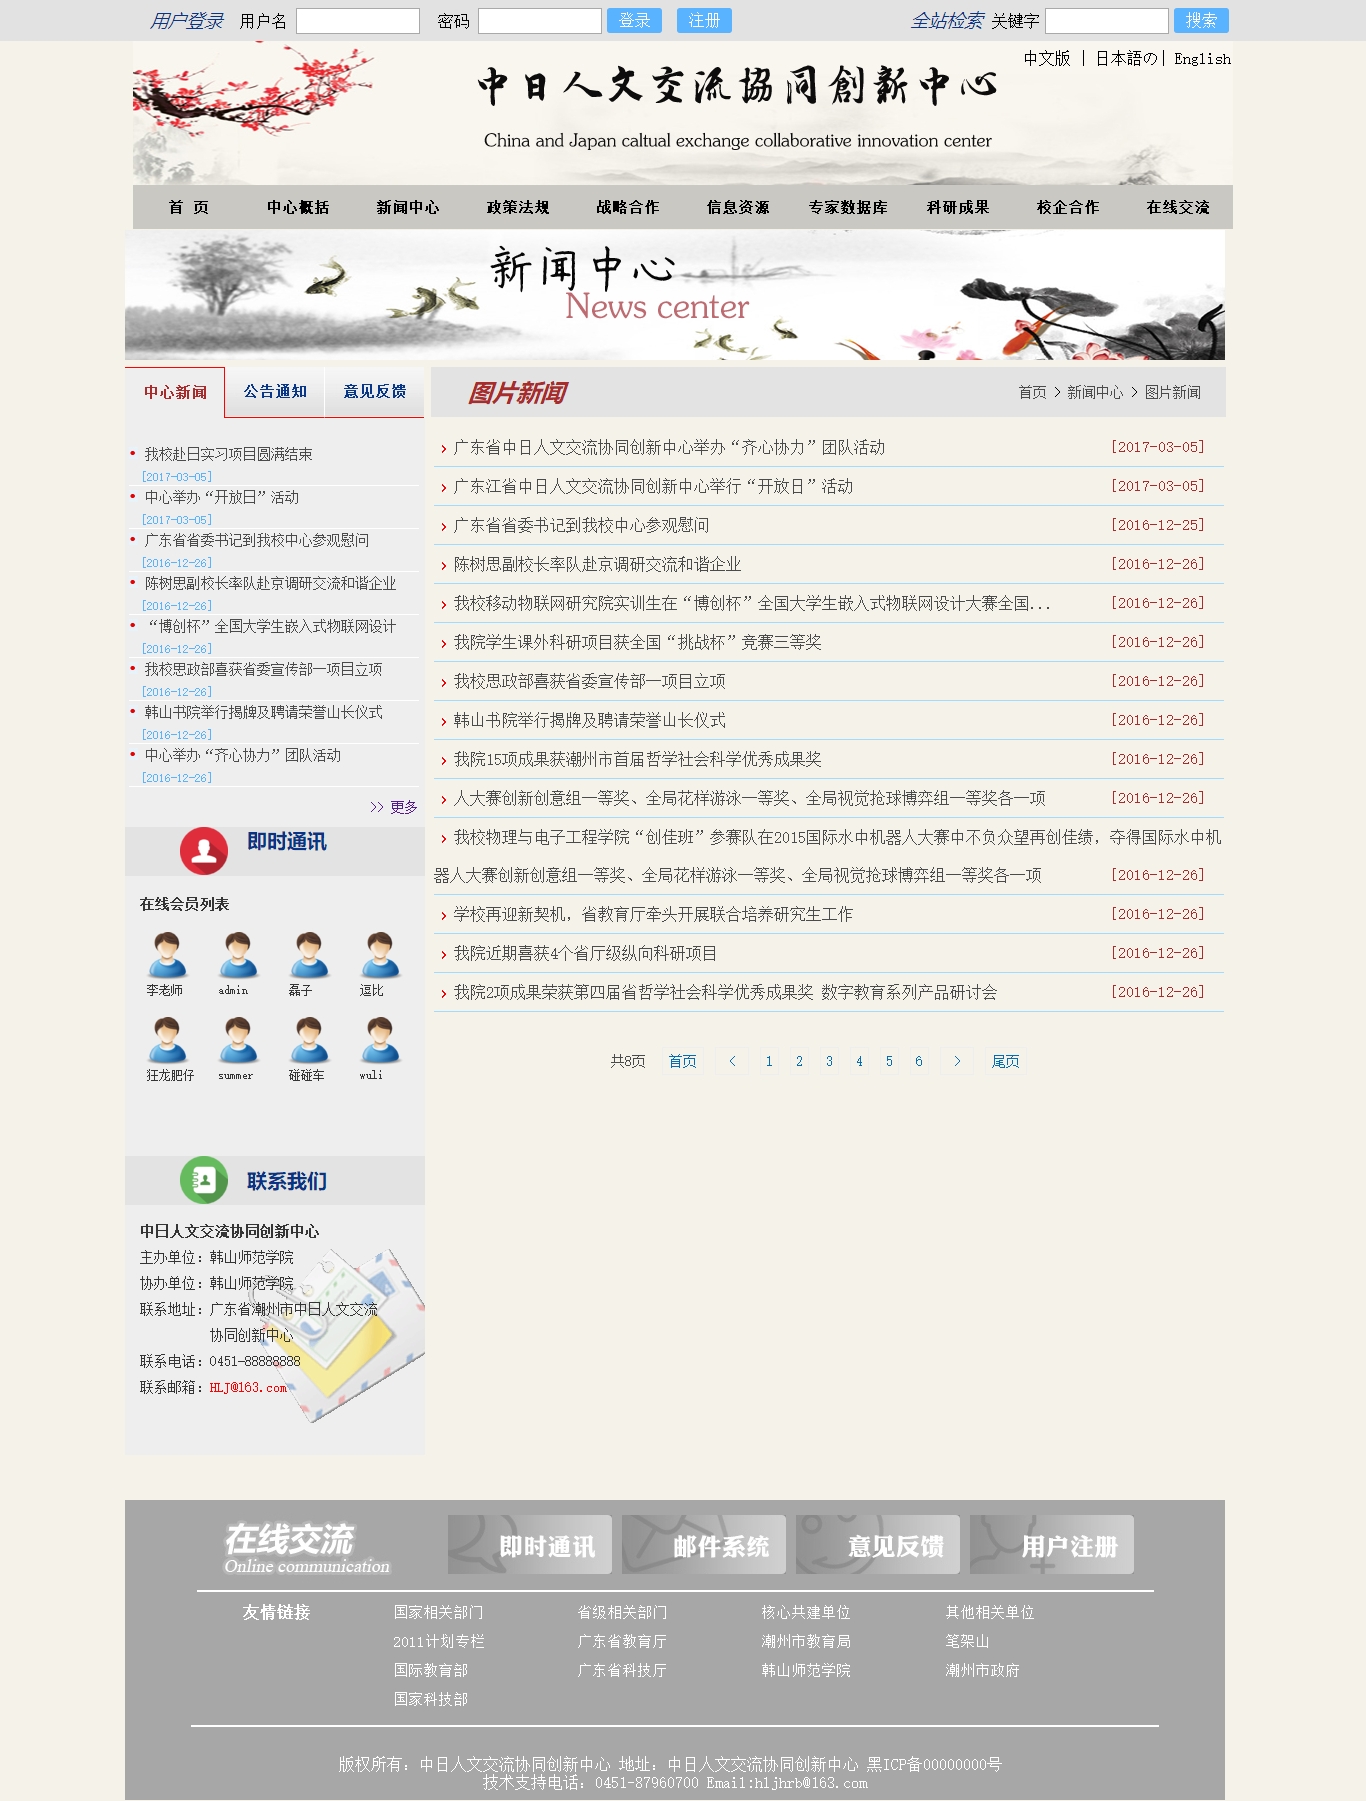 用户登录 用户名 密码 登录 注册 全站检索 关键字 搜索
中文版 | 日本語の| English
中日人文交流協同創新中心
China and Japan caltual exchange collaborative innovation center
首 页 中心概括 新闻中心 政策法规 战略合作 信息资源 专家数据库 科研成果 校企合作 在线交流
新闻中心
News center
中心新闻 公告通知 意见反馈
我校赴日实习项目圆满结束
[2017-03-05]
中心举办“开放日”活动
[2017-03-05]
广东省省委书记到我校中心参观慰问
[2016-12-26]
陈树思副校长率队赴京调研交流和谐企业
[2016-12-26]
“博创杯”全国大学生嵌入式物联网设计
[2016-12-26]
我校思政部喜获省委宣传部一项目立项
[2016-12-26]
韩山书院举行揭牌及聘请荣誉山长仪式
[2016-12-26]
中心举办“齐心协力”团队活动
[2016-12-26]
>> 更多
即时通讯
在线会员列表
李老师 admin 磊子 逗比
狂龙肥仔 summer 碰碰车 wuli
联系我们
中日人文交流协同创新中心
主办单位：韩山师范学院
协办单位：韩山师范学院
联系地址：广东省潮州市中日人文交流
协同创新中心
联系电话：0451-88888888
联系邮箱：HLJ@163.com
图片新闻 首页 > 新闻中心 > 图片新闻
› 广东省中日人文交流协同创新中心举办“齐心协力”团队活动 [2017-03-05]
› 广东江省中日人文交流协同创新中心举行“开放日”活动 [2017-03-05]
› 广东省省委书记到我校中心参观慰问 [2016-12-25]
› 陈树思副校长率队赴京调研交流和谐企业 [2016-12-26]
› 我校移动物联网研究院实训生在“博创杯”全国大学生嵌入式物联网设计大赛全国... [2016-12-26]
› 我院学生课外科研项目获全国“挑战杯”竞赛三等奖 [2016-12-26]
› 我校思政部喜获省委宣传部一项目立项 [2016-12-26]
› 韩山书院举行揭牌及聘请荣誉山长仪式 [2016-12-26]
› 我院15项成果获潮州市首届哲学社会科学优秀成果奖 [2016-12-26]
› 人大赛创新创意组一等奖、全局花样游泳一等奖、全局视觉抢球博弈组一等奖各一项 [2016-12-26]
› 我校物理与电子工程学院“创佳班”参赛队在2015国际水中机器人大赛中不负众望再创佳绩，夺得国际水中机
器人大赛创新创意组一等奖、全局花样游泳一等奖、全局视觉抢球博弈组一等奖各一项 [2016-12-26]
› 学校再迎新契机，省教育厅牵头开展联合培养研究生工作 [2016-12-26]
› 我院近期喜获4个省厅级纵向科研项目 [2016-12-26]
› 我院2项成果荣获第四届省哲学社会科学优秀成果奖 数字教育系列产品研讨会 [2016-12-26]
共8页 首页 < 1 2 3 4 5 6 > 尾页
在线交流
Online communication
即时通讯 邮件系统 意见反馈 用户注册
友情链接 国家相关部门 省级相关部门 核心共建单位 其他相关单位
2011计划专栏 广东省教育厅 潮州市教育局 笔架山
国际教育部 广东省科技厅 韩山师范学院 潮州市政府
国家科技部
版权所有：中日人文交流协同创新中心 地址：中日人文交流协同创新中心 黑ICP备00000000号
技术支持电话：0451-87960700 Email:hljhrb@163.com